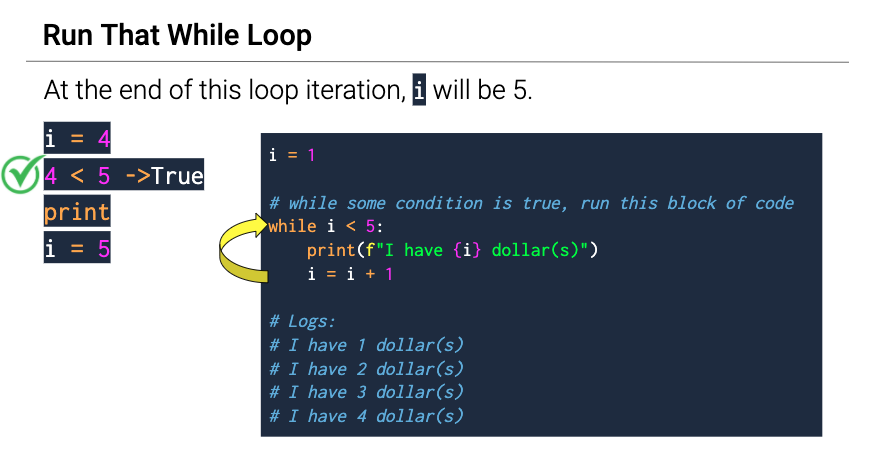 Run That While Loop
At the end of this loop iteration, i will be 5.
i = 4
4 < 5 ->True
print
i = 5
i = 1
# while some condition is true, run this block of code
while i < 5:
    print(f"I have {i} dollar(s)")
    i = i + 1
# Logs:
# I have 1 dollar(s)
# I have 2 dollar(s)
# I have 3 dollar(s)
# I have 4 dollar(s)